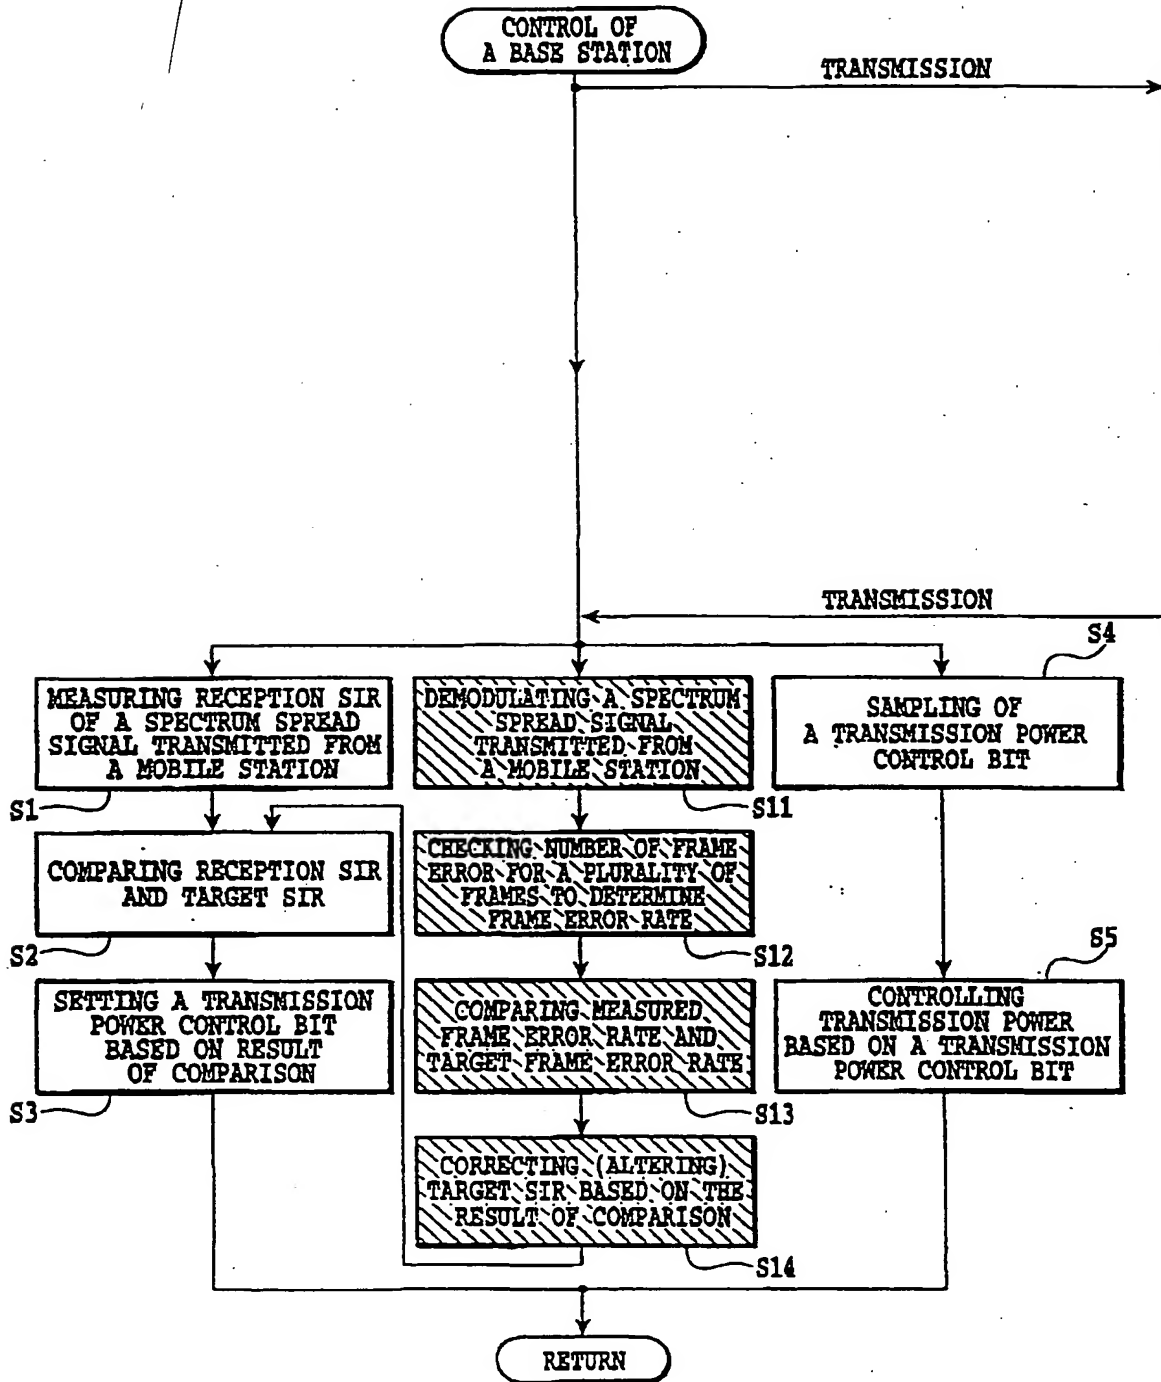 CONTROL OF
A BASE STATION
TRANSMISSION
TRANSMISSION
S4
MEASURING RECEPTION SIR
OF A SPECTRUM SPREAD
SIGNAL TRANSMITTED FROM
A MOBILE STATION
S1
DEMODULATING A SPECTRUM
SPREAD SIGNAL
TRANSMITTED FROM
A MOBILE STATION
S11
SAMPLING OF
A TRANSMISSION POWER
CONTROL BIT
COMPARING RECEPTION SIR
AND TARGET SIR
S2
CHECKING NUMBER OF FRAME
ERROR FOR A PLURALITY OF
FRAMES TO DETERMINE
FRAME ERROR RATE
S12
S5
SETTING A TRANSMISSION
POWER CONTROL BIT
BASED ON RESULT
OF COMPARISON
S3
COMPARING MEASURED
FRAME ERROR RATE AND
TARGET FRAME ERROR RATE
S13
CONTROLLING
TRANSMISSION POWER
BASED ON A TRANSMISSION
POWER CONTROL BIT
CORRECTING (ALTERING)
TARGET SIR BASED ON THE
RESULT OF COMPARISON
S14
RETURN